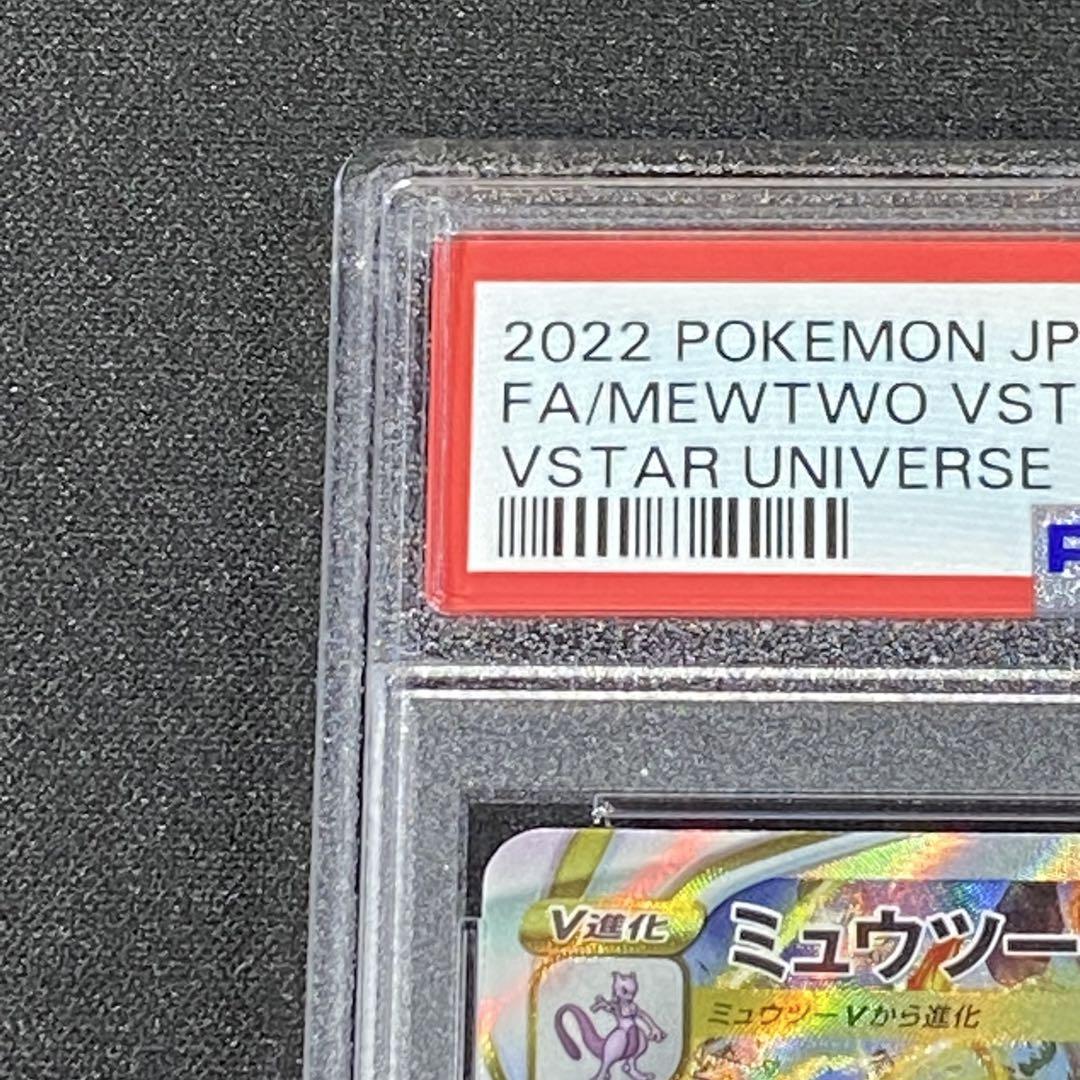 2022 POKEMON JP
FA/MEWTWO VST
VSTAR UNIVERSE
V進化
ミュウツー
ミュウツーVから進化